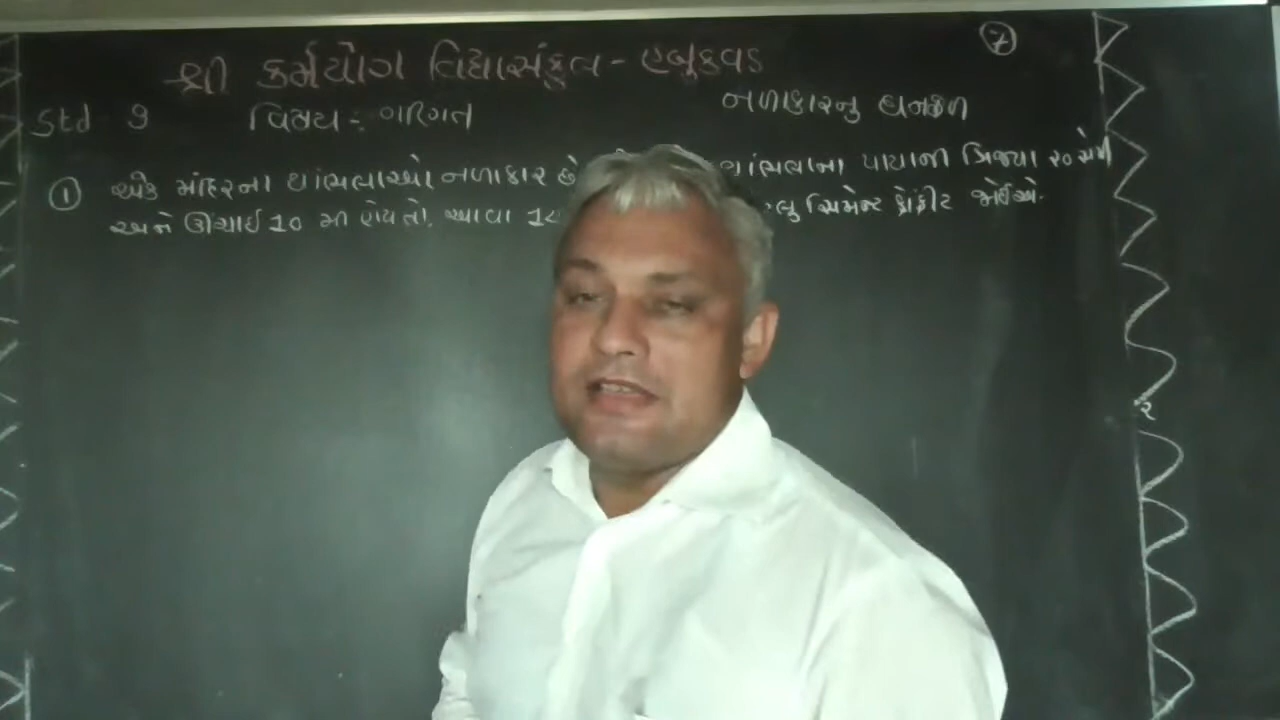 શ્રી કર્મયોગ વિદ્યાસંકુલ - એબુકવડ
7
Std 9 વિષય :- ગણિત નળાકારનુ ઘનફળ
① એક મંદિરના થાંભલાઓ નળાકાર છે થાંભલાના પાયાની ત્રિજ્યા ૨૦ સેમી
અને ઊંચાઈ 10 મી હોય તો. આવા સિમેન્ટ કોંક્રીટ જોઈએ.